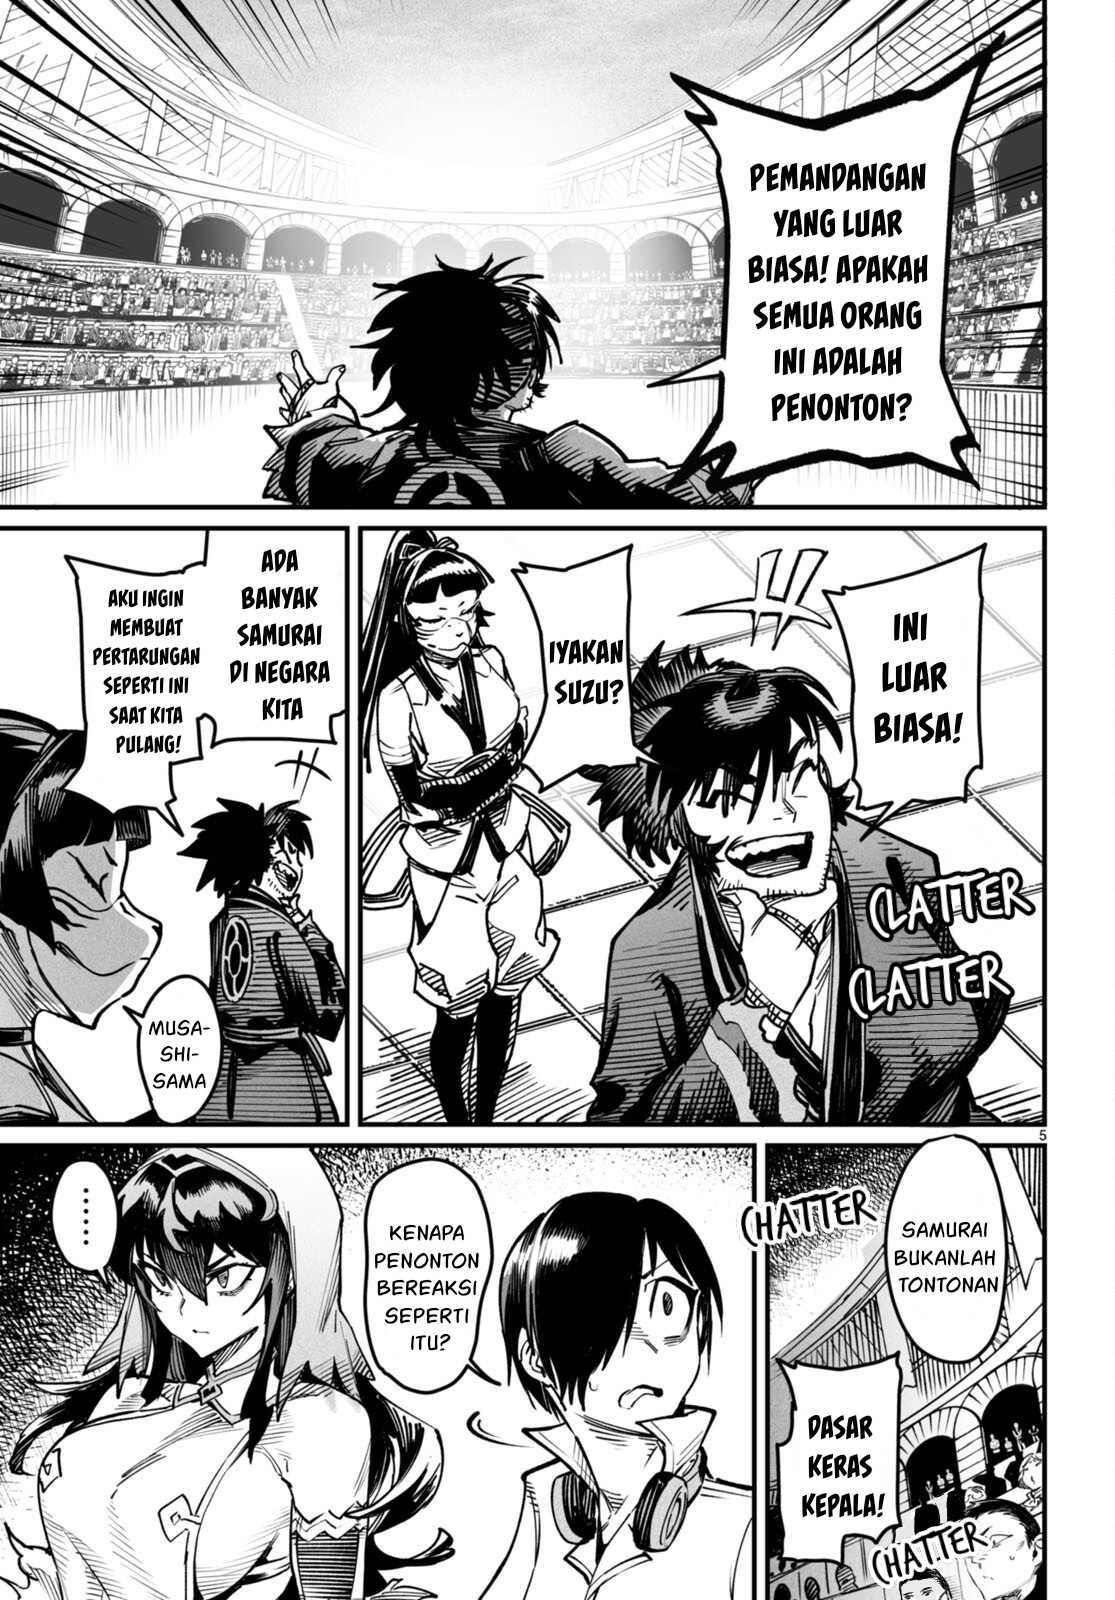 PEMANDANGAN
YANG LUAR
BIASA! APAKAH
SEMUA ORANG
INI ADALAH
PENONTON?
INI
LUAR
BIASA!
IYAKAN
SUZU?
CLATTER
CLATTER
ADA
BANYAK
SAMURAI
DI NEGARA
KITA
AKU INGIN
MEMBUAT
PERTARUNGAN
SEPERTI INI
SAAT KITA
PULANG!
MUSA-
SHI-
SAMA
5
SAMURAI
BUKANLAH
TONTONAN
CHATTER
DASAR
KERAS
KEPALA!
CHATTER
KENAPA
PENONTON
BEREAKSI
SEPERTI
ITU?
......